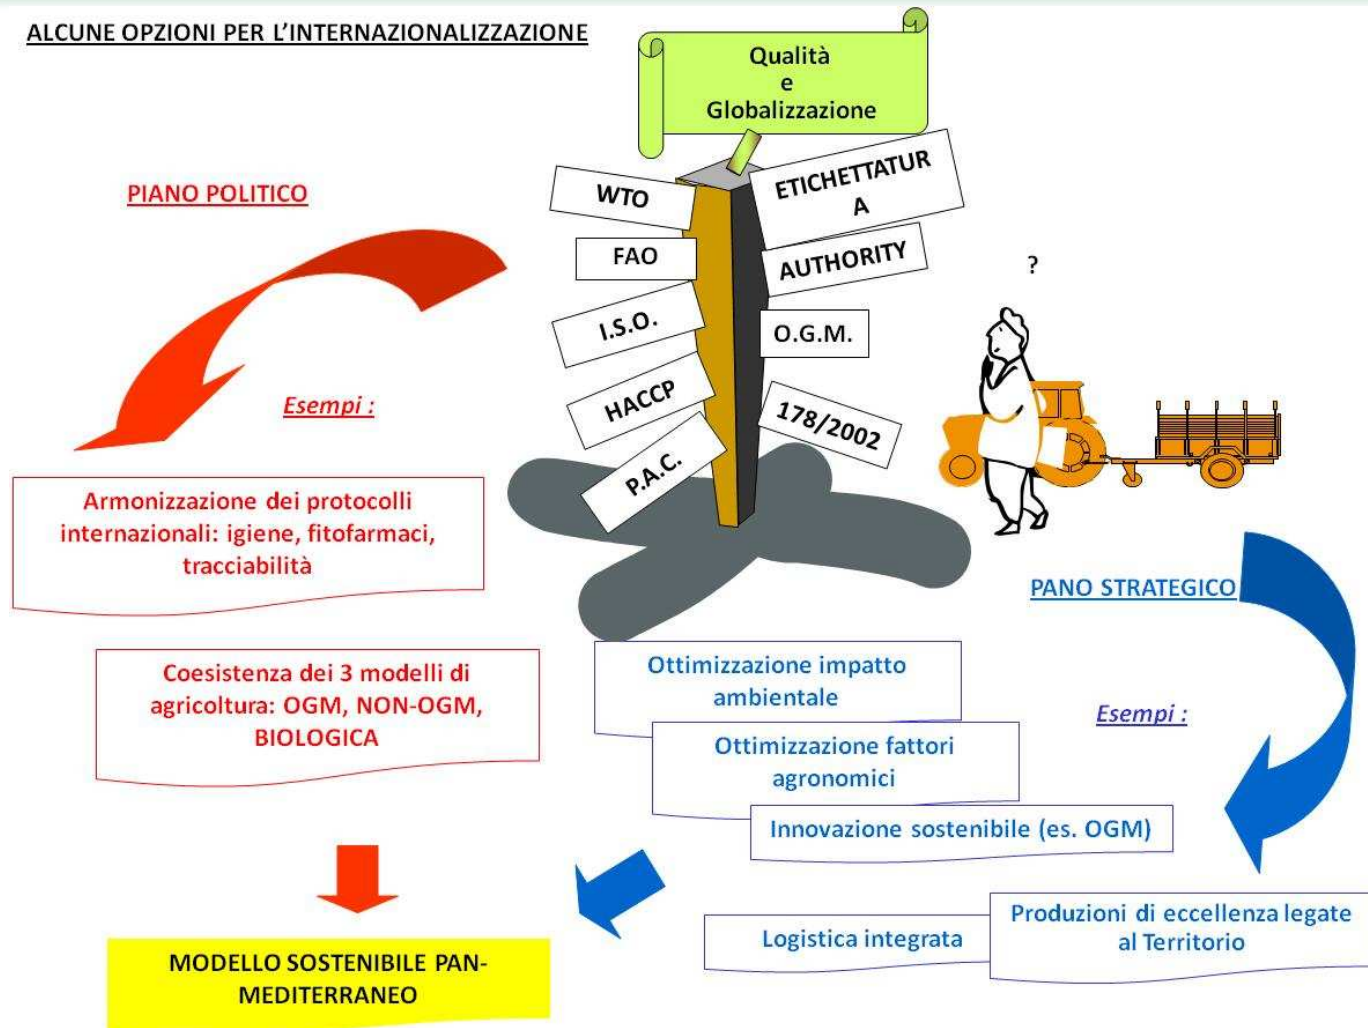 ALCUNE OPZIONI PER L'INTERNAZIONALIZZAZIONE
Qualità
e
Globalizzazione
PIANO POLITICO
WTO
FAO
I.S.O.
HACCP
P.A.C.
ETICHETTATUR
A
AUTHORITY
O.G.M.
178/2002
?
Esempi :
Armonizzazione dei protocolli
internazionali: igiene, fitofarmaci,
tracciabilità
Coesistenza dei 3 modelli di
agricoltura: OGM, NON-OGM,
BIOLOGICA
PANO STRATEGICO
Esempi :
Ottimizzazione impatto
ambientale
Ottimizzazione fattori
agronomici
Innovazione sostenibile (es. OGM)
Logistica integrata
Produzioni di eccellenza legate
al Territorio
MODELLO SOSTENIBILE PAN-
MEDITERRANEO